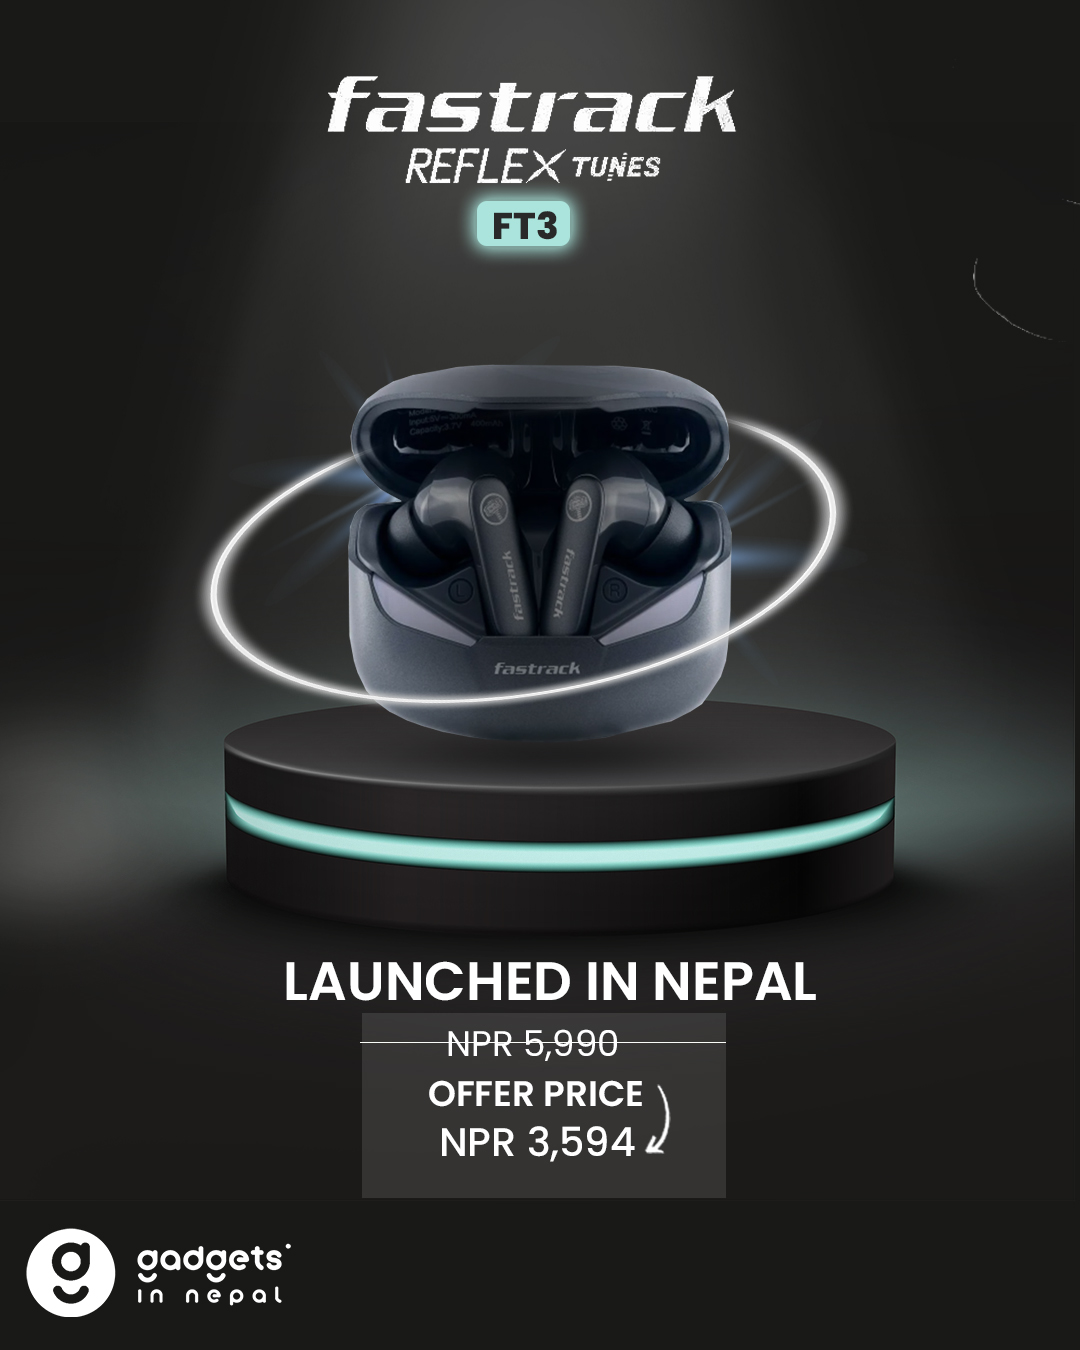 fastrack
REFLEX TUNES
FT3
L
R
fastrack
fastrack
fastrack
LAUNCHED IN NEPAL
NPR 5,990
OFFER PRICE
NPR 3,594
gadgets
in nepal